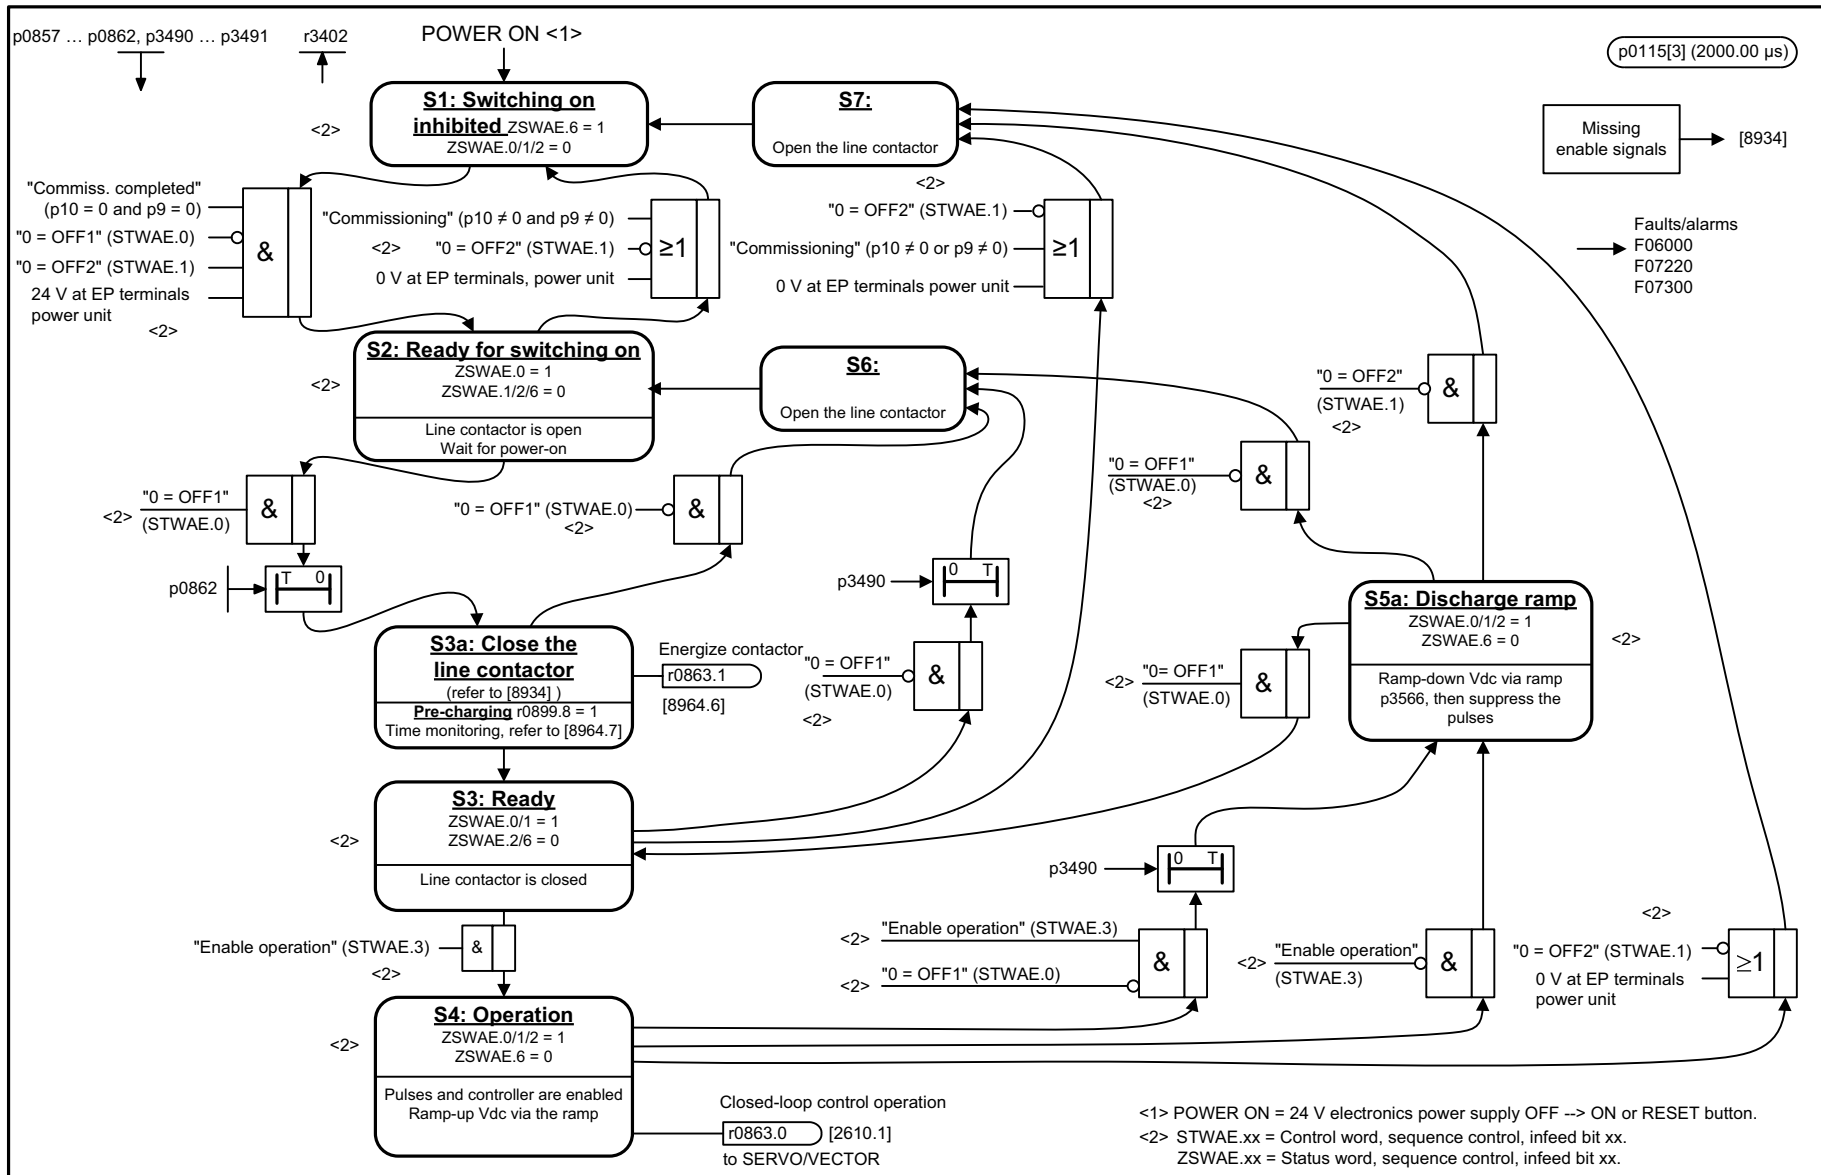 p0857 … p0862, p3490 … p3491
r3402
POWER ON <1>
p0115[3] (2000.00 µs)
S1: Switching on
inhibited ZSWAE.6 = 1
ZSWAE.0/1/2 = 0
<2>
S7:
Open the line contactor
Missing
enable signals
[8934]
"Commiss. completed"
(p10 = 0 and p9 = 0)
"0 = OFF1" (STWAE.0)
"0 = OFF2" (STWAE.1)
24 V at EP terminals
power unit
<2>
&
"Commissioning" (p10 ≠ 0 and p9 ≠ 0)
<2> "0 = OFF2" (STWAE.1)
0 V at EP terminals, power unit
≥1
<2>
"0 = OFF2" (STWAE.1)
"Commissioning" (p10 ≠ 0 or p9 ≠ 0)
0 V at EP terminals power unit
≥1
Faults/alarms
F06000
F07220
F07300
S2: Ready for switching on
ZSWAE.0 = 1
ZSWAE.1/2/6 = 0
<2>
Line contactor is open
Wait for power-on
S6:
Open the line contactor
"0 = OFF2"
(STWAE.1)
<2>
&
"0 = OFF1"
<2> (STWAE.0)
&
"0 = OFF1" (STWAE.0)
<2>
&
"0 = OFF1"
(STWAE.0)
<2>
&
p0862
T 0
p3490
0 T
S3a: Close the
line contactor
(refer to [8934] )
Pre-charging r0899.8 = 1
Time monitoring, refer to [8964.7]
Energize contactor
r0863.1
[8964.6]
"0 = OFF1"
(STWAE.0)
<2>
&
S5a: Discharge ramp
ZSWAE.0/1/2 = 1
ZSWAE.6 = 0
<2>
Ramp-down Vdc via ramp
p3566, then suppress the
pulses
"0= OFF1"
<2> (STWAE.0)
&
S3: Ready
ZSWAE.0/1 = 1
ZSWAE.2/6 = 0
<2>
Line contactor is closed
p3490
0 T
"Enable operation" (STWAE.3)
<2>
&
<2> "Enable operation" (STWAE.3)
<2> "0 = OFF1" (STWAE.0)
&
"Enable operation"
<2> (STWAE.3)
&
<2>
"0 = OFF2" (STWAE.1)
0 V at EP terminals
power unit
≥1
S4: Operation
ZSWAE.0/1/2 = 1
ZSWAE.6 = 0
<2>
Pulses and controller are enabled
Ramp-up Vdc via the ramp
Closed-loop control operation
r0863.0 [2610.1]
to SERVO/VECTOR
<1> POWER ON = 24 V electronics power supply OFF --> ON or RESET button.
<2> STWAE.xx = Control word, sequence control, infeed bit xx.
ZSWAE.xx = Status word, sequence control, infeed bit xx.